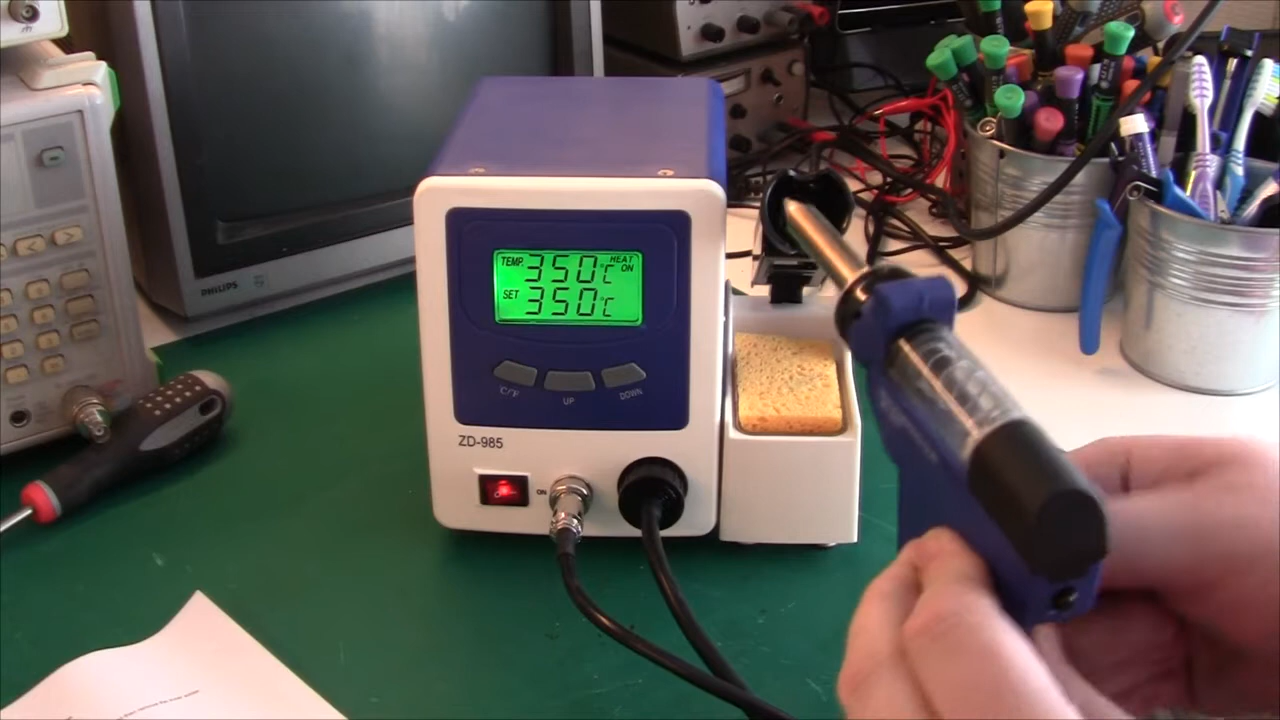 PHILIPS
TEMP. 350°C HEAT ON
SET 350°C
°C/°F UP DOWN
ZD-985
ON